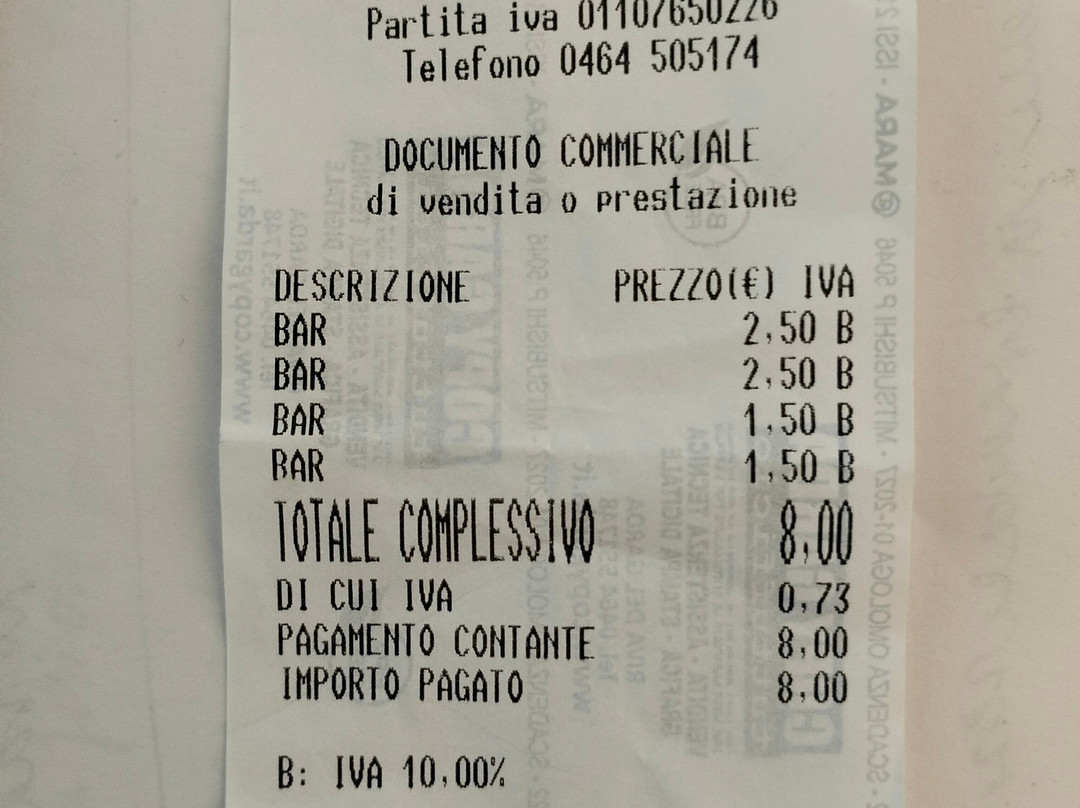 Partita iva 01107650226
Telefono 0464 505174
DOCUMENTO COMMERCIALE
di vendita o prestazione
DESCRIZIONE PREZZO(€) IVA
BAR 2,50 B
BAR 2,50 B
BAR 1,50 B
BAR 1,50 B
TOTALE COMPLESSIVO 8,00
DI CUI IVA 0,73
PAGAMENTO CONTANTE 8,00
IMPORTO PAGATO 8,00
B: IVA 10,00%